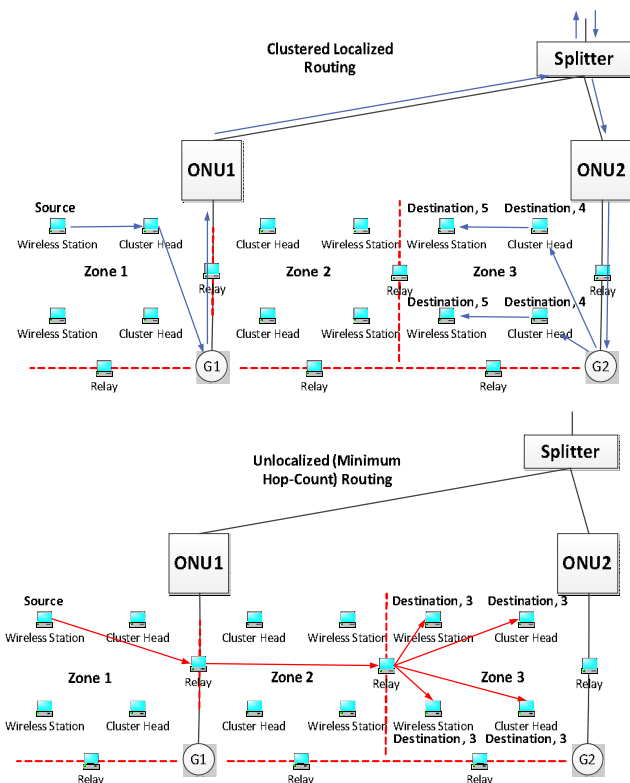 Clustered Localized
Routing
Splitter
ONU1
ONU2
Source
Destination, 5
Destination, 4
Wireless Station
Cluster Head
Cluster Head
Wireless Station
Wireless Station
Cluster Head
Zone 1
Relay
Zone 2
Relay
Zone 3
Relay
Destination, 5
Destination, 4
Wireless Station
Cluster Head
Cluster Head
Wireless Station
Wireless Station
Cluster Head
G1
G2
Relay
Relay
Relay
Unlocalized (Minimum
Hop-Count) Routing
Splitter
ONU1
ONU2
Source
Destination, 3
Destination, 3
Wireless Station
Cluster Head
Cluster Head
Wireless Station
Wireless Station
Cluster Head
Zone 1
Relay
Zone 2
Relay
Zone 3
Relay
Wireless Station
Cluster Head
Cluster Head
Wireless Station
Wireless Station
Cluster Head
Destination, 3
Destination, 3
G1
G2
Relay
Relay
Relay